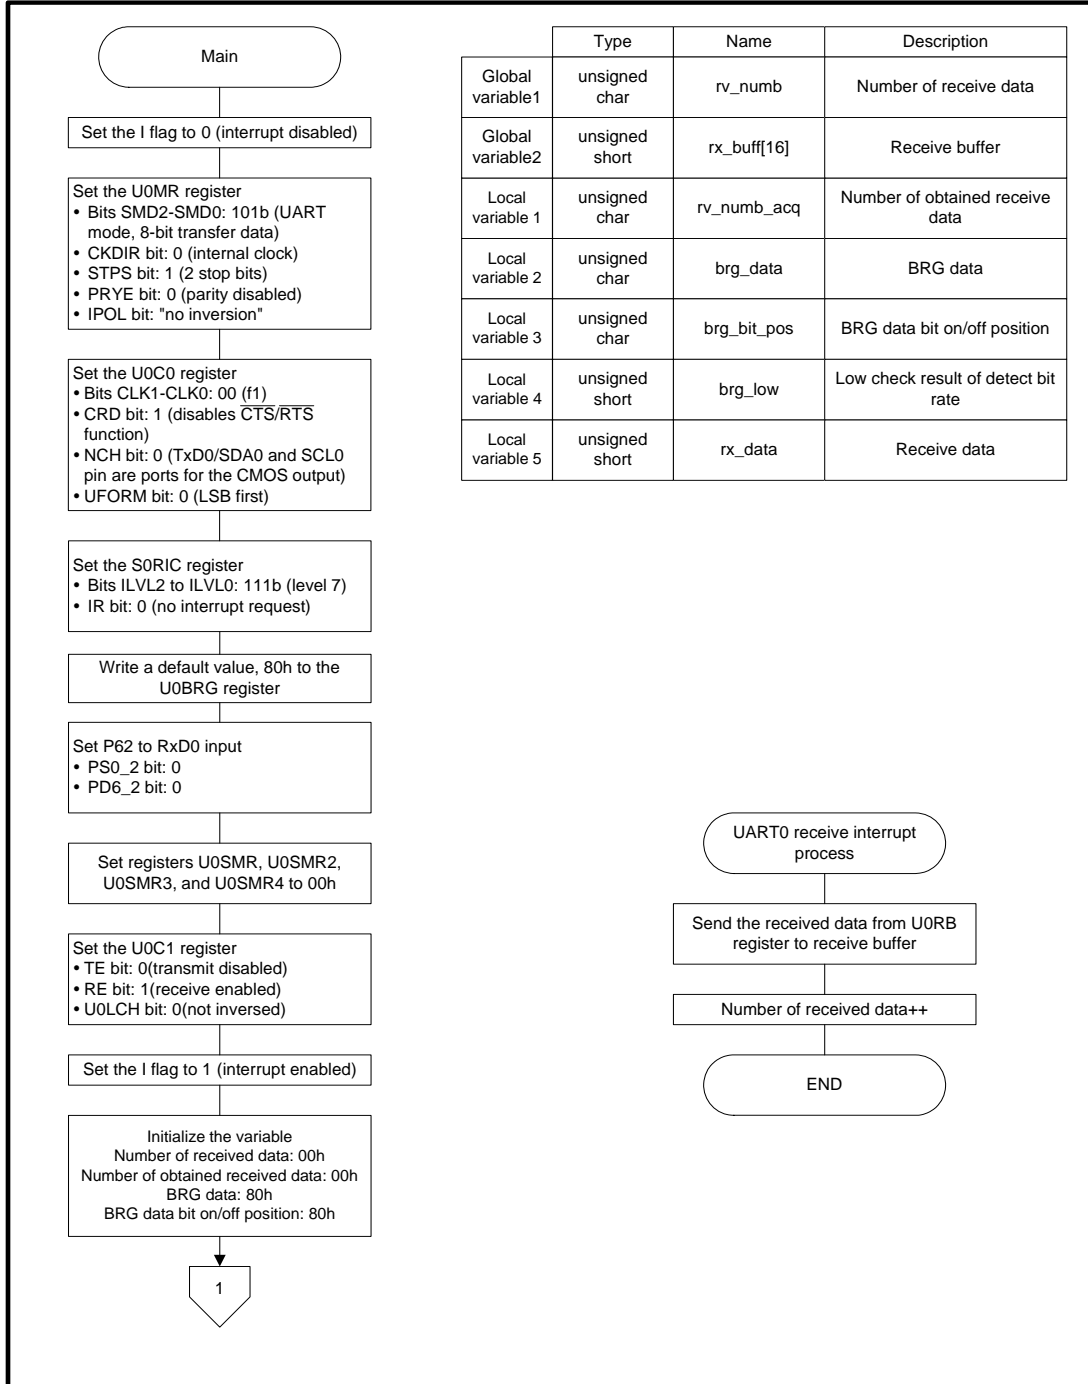 Main
Set the I flag to 0 (interrupt disabled)
Set the U0MR register
• Bits SMD2-SMD0: 101b (UART
mode, 8-bit transfer data)
• CKDIR bit: 0 (internal clock)
• STPS bit: 1 (2 stop bits)
• PRYE bit: 0 (parity disabled)
• IPOL bit: "no inversion"
Set the U0C0 register
• Bits CLK1-CLK0: 00 (f1)
• CRD bit: 1 (disables CTS/RTS
function)
• NCH bit: 0 (TxD0/SDA0 and SCL0
pin are ports for the CMOS output)
• UFORM bit: 0 (LSB first)
Set the S0RIC register
• Bits ILVL2 to ILVL0: 111b (level 7)
• IR bit: 0 (no interrupt request)
Write a default value, 80h to the
U0BRG register
Set P62 to RxD0 input
• PS0_2 bit: 0
• PD6_2 bit: 0
Set registers U0SMR, U0SMR2,
U0SMR3, and U0SMR4 to 00h
Set the U0C1 register
• TE bit: 0(transmit disabled)
• RE bit: 1(receive enabled)
• U0LCH bit: 0(not inversed)
Set the I flag to 1 (interrupt enabled)
Initialize the variable
Number of received data: 00h
Number of obtained received data: 00h
BRG data: 80h
BRG data bit on/off position: 80h
1
Type Name Description
Global variable1 unsigned char rv_numb Number of receive data
Global variable2 unsigned short rx_buff[16] Receive buffer
Local variable 1 unsigned char rv_numb_acq Number of obtained receive data
Local variable 2 unsigned char brg_data BRG data
Local variable 3 unsigned char brg_bit_pos BRG data bit on/off position
Local variable 4 unsigned short brg_low Low check result of detect bit rate
Local variable 5 unsigned short rx_data Receive data
UART0 receive interrupt
process
Send the received data from U0RB
register to receive buffer
Number of received data++
END